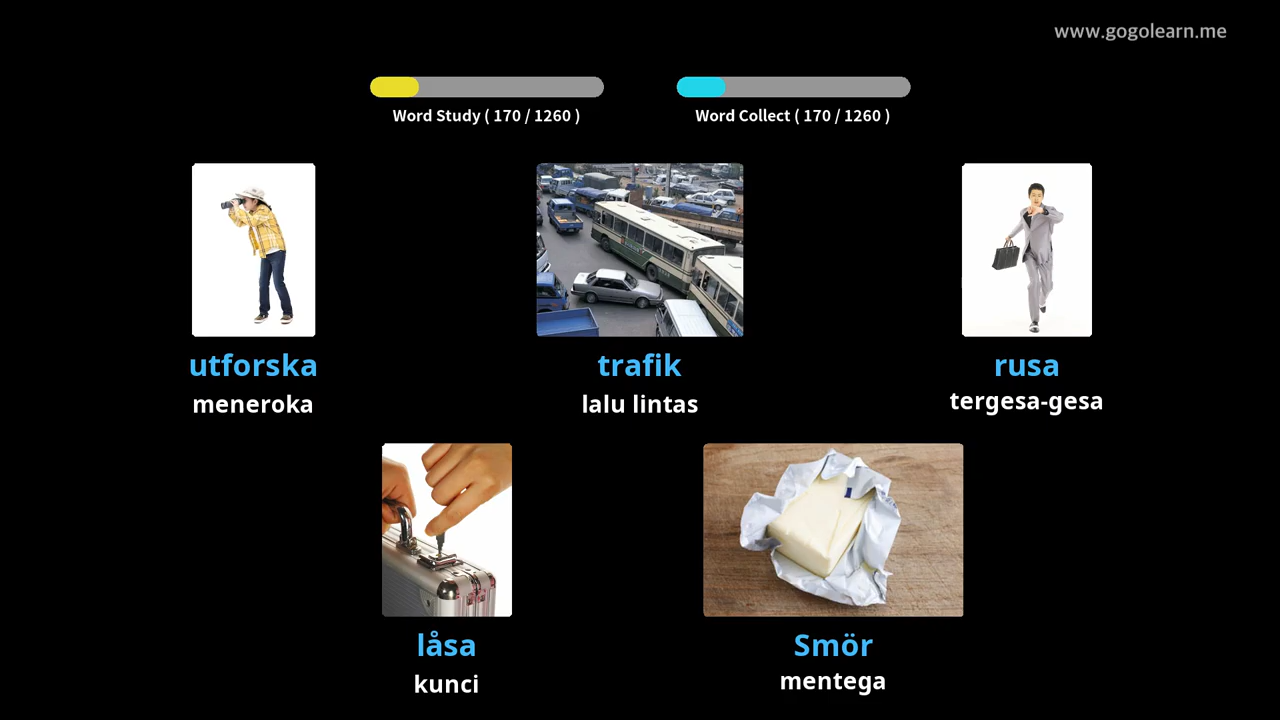 www.gogolearn.me
Word Study ( 170 / 1260 )
Word Collect ( 170 / 1260 )
utforska
meneroka
trafik
lalu lintas
rusa
tergesa-gesa
låsa
kunci
Smör
mentega